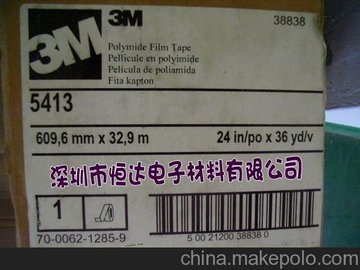 3M
38838
Polymide Film Tape
Pellicule en polyimide
Película de poliamida
Fita kapton
5413
609,6 mm x 32,9 m
24 in/po x 36 yd/v
深圳市恒达电子材料有限公司
1
70-0062-1285-9
5 00 21200 38838 0
china.makepolo.com